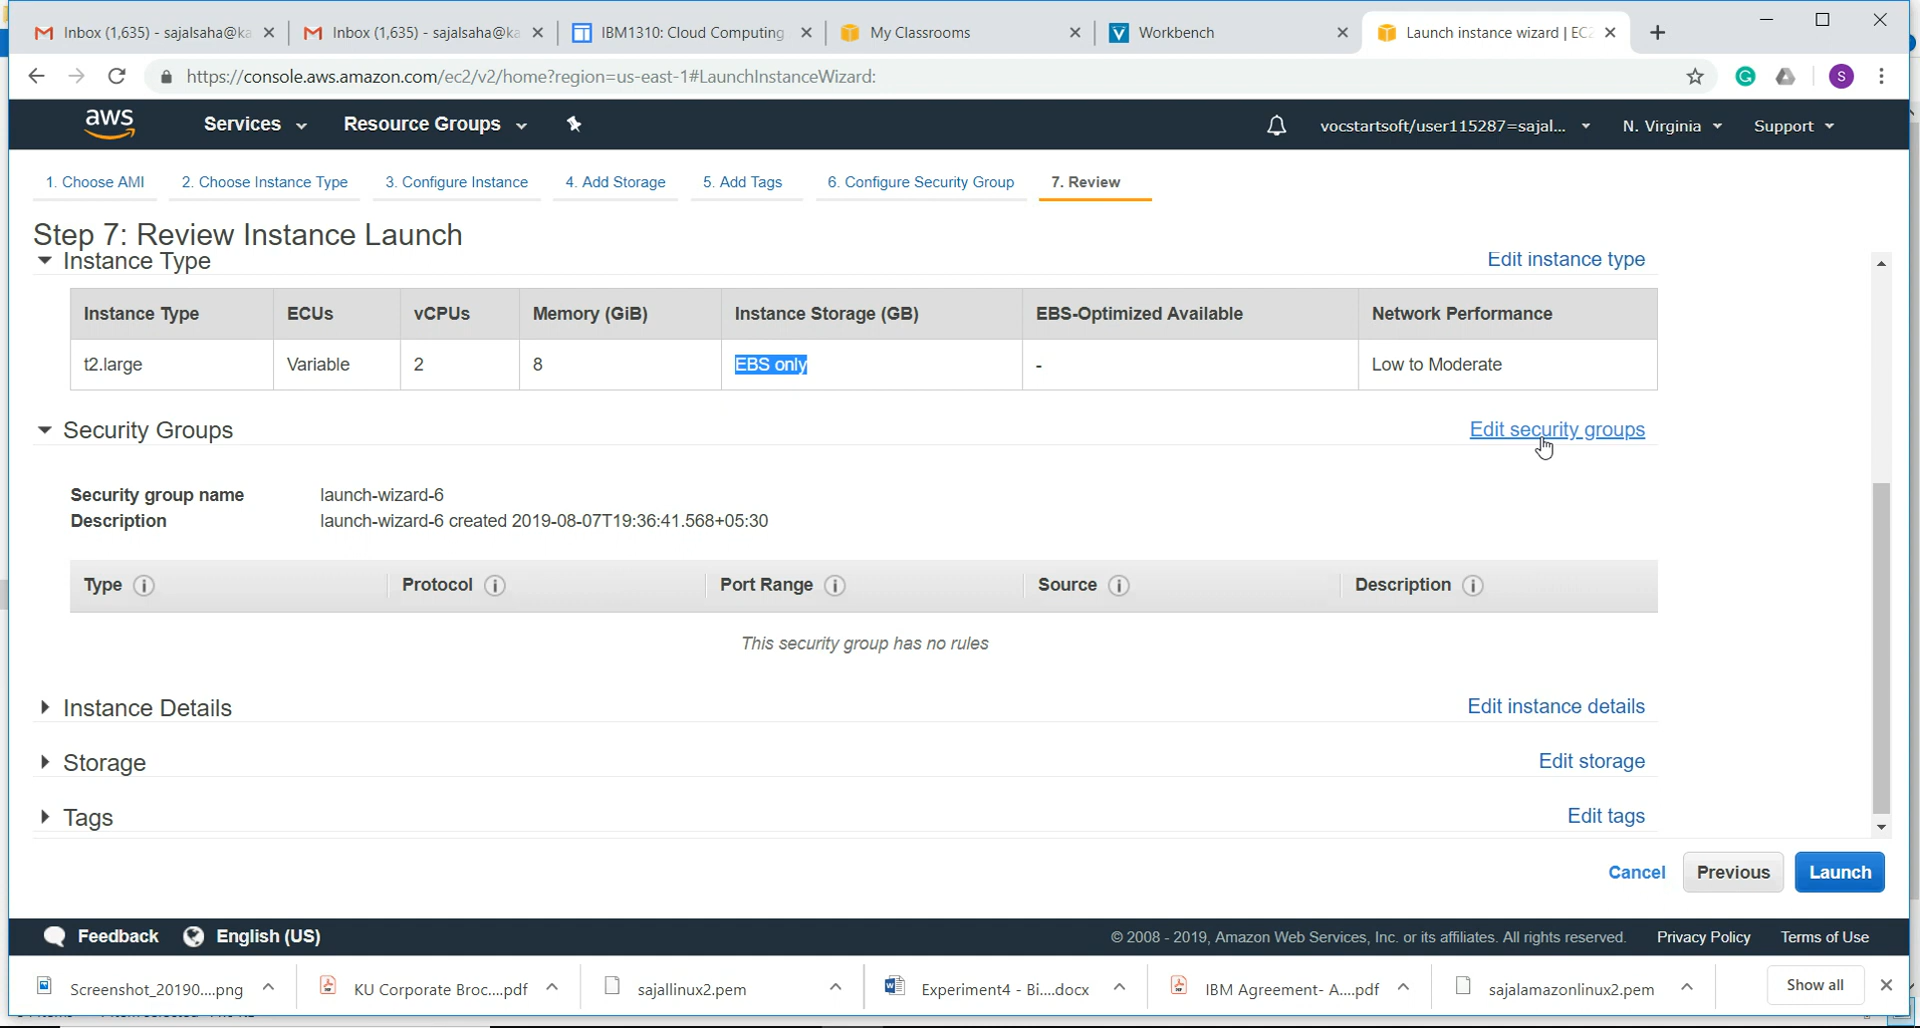 Inbox (1,635) - sajalsaha@ka
Inbox (1,635) - sajalsaha@ka
IBM1310: Cloud Computing
My Classrooms
Workbench
Launch instance wizard | EC2
https://console.aws.amazon.com/ec2/v2/home?region=us-east-1#LaunchInstanceWizard:
S
aws
Services
Resource Groups
vocstartsoft/user115287=sajal...
N. Virginia
Support
1. Choose AMI
2. Choose Instance Type
3. Configure Instance
4. Add Storage
5. Add Tags
6. Configure Security Group
7. Review
Step 7: Review Instance Launch
Instance Type
Edit instance type
Instance Type ECUs vCPUs Memory (GiB) Instance Storage (GB) EBS-Optimized Available Network Performance
t2.large Variable 2 8 EBS only - Low to Moderate
Security Groups
Edit security groups
Security group name launch-wizard-6
Description launch-wizard-6 created 2019-08-07T19:36:41.568+05:30
Type i Protocol i Port Range i Source i Description i
This security group has no rules
Instance Details
Edit instance details
Storage
Edit storage
Tags
Edit tags
Cancel
Previous
Launch
Feedback
English (US)
© 2008 - 2019, Amazon Web Services, Inc. or its affiliates. All rights reserved.
Privacy Policy
Terms of Use
Screenshot_20190....png
KU Corporate Broc....pdf
sajallinux2.pem
Experiment4 - Bi....docx
IBM Agreement- A....pdf
sajalamazonlinux2.pem
Show all